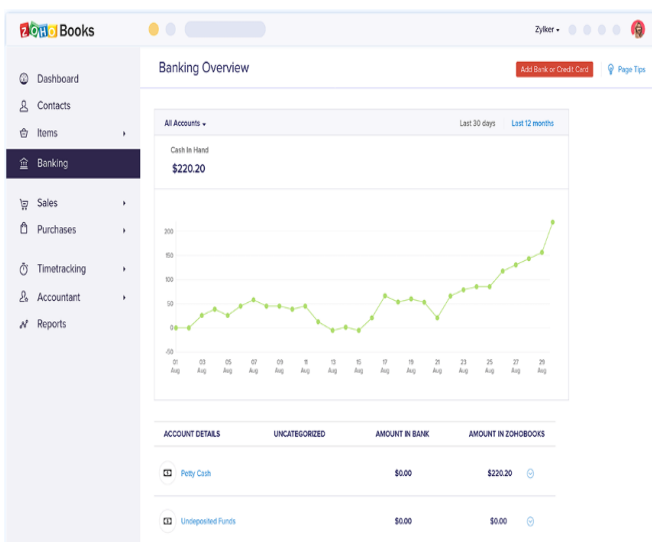 ZOHO Books
Zylker
Dashboard
Contacts
Items
Banking
Sales
Purchases
Timetracking
Accountant
Reports
Banking Overview
Add Bank or Credit Card
Page Tips
All Accounts
Last 30 days
Last 12 months
Cash In Hand
$220.20
200
150
100
50
0
-50
01 03 05 07 09 11 13 15 17 19 21 23 25 27 29
Aug Aug Aug Aug Aug Aug Aug Aug Aug Aug Aug Aug Aug Aug Aug
ACCOUNT DETAILS UNCATEGORIZED AMOUNT IN BANK AMOUNT IN ZOHOBOOKS
Petty Cash $0.00 $220.20
Undeposited Funds $0.00 $0.00